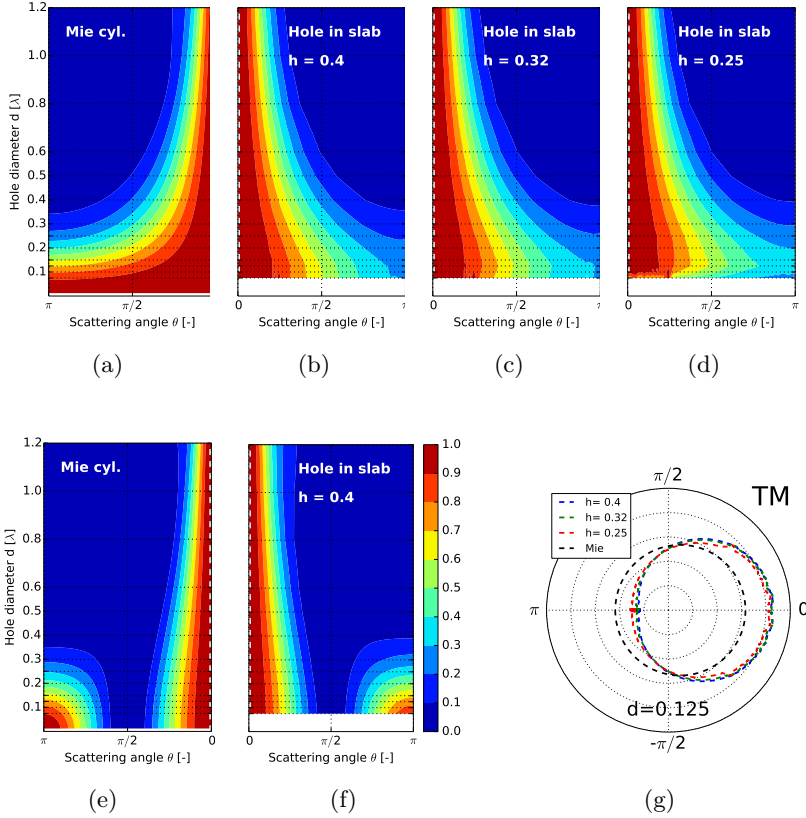 Hole diameter d [λ]
1.2
1.0
0.8
0.6
0.5
0.4
0.3
0.2
0.1
Mie cyl.
π
π/2
Scattering angle θ [-]
(a)
Hole in slab
h = 0.4
0
π/2
π
Scattering angle θ [-]
(b)
Hole in slab
h = 0.32
0
π/2
π
Scattering angle θ [-]
(c)
Hole in slab
h = 0.25
0
π/2
π
Scattering angle θ [-]
(d)
Hole diameter d [λ]
1.2
1.0
0.8
0.6
0.5
0.4
0.3
0.2
0.1
Mie cyl.
π
π/2
0
Scattering angle θ [-]
(e)
Hole in slab
h = 0.4
0
π/2
π
Scattering angle θ [-]
(f)
1.0
0.9
0.8
0.7
0.6
0.5
0.4
0.3
0.2
0.1
0.0
π/2
TM
h= 0.4
h= 0.32
h= 0.25
Mie
π
0
d=0.125
-π/2
(g)